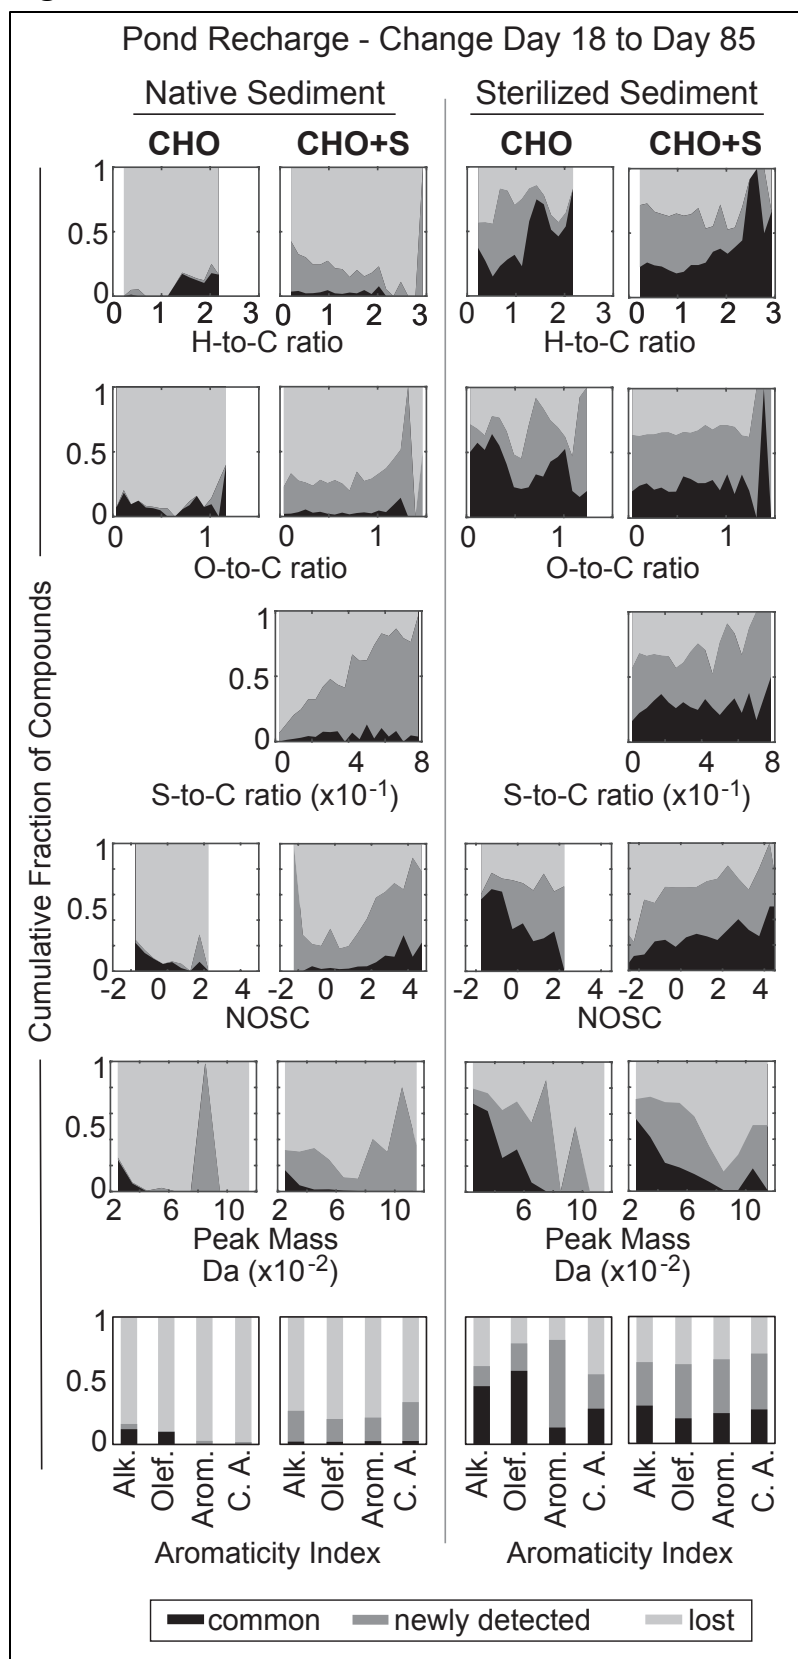 Pond Recharge - Change Day 18 to Day 85
Native Sediment
Sterilized Sediment
CHO
CHO+S
CHO
CHO+S
Cumulative Fraction of Compounds
1
0.5
0
0 1 2 3
0 1 2 3
0 1 2 3
0 1 2 3
H-to-C ratio
H-to-C ratio
1
0.5
0
0 1
0 1
0 1
0 1
O-to-C ratio
O-to-C ratio
1
0.5
0
0 4 8
0 4 8
S-to-C ratio (x10-1)
S-to-C ratio (x10-1)
1
0.5
0
-2 0 2 4
-2 0 2 4
-2 0 2 4
-2 0 2 4
NOSC
NOSC
1
0.5
0
2 6 10
2 6 10
6 10
2 6 10
Peak Mass
Da (x10-2)
Peak Mass
Da (x10-2)
1
0.5
0
Alk.
Olef.
Arom.
C. A.
Alk.
Olef.
Arom.
C. A.
Alk.
Olef.
Arom.
C. A.
Alk.
Olef.
Arom.
C. A.
Aromaticity Index
Aromaticity Index
common
newly detected
lost